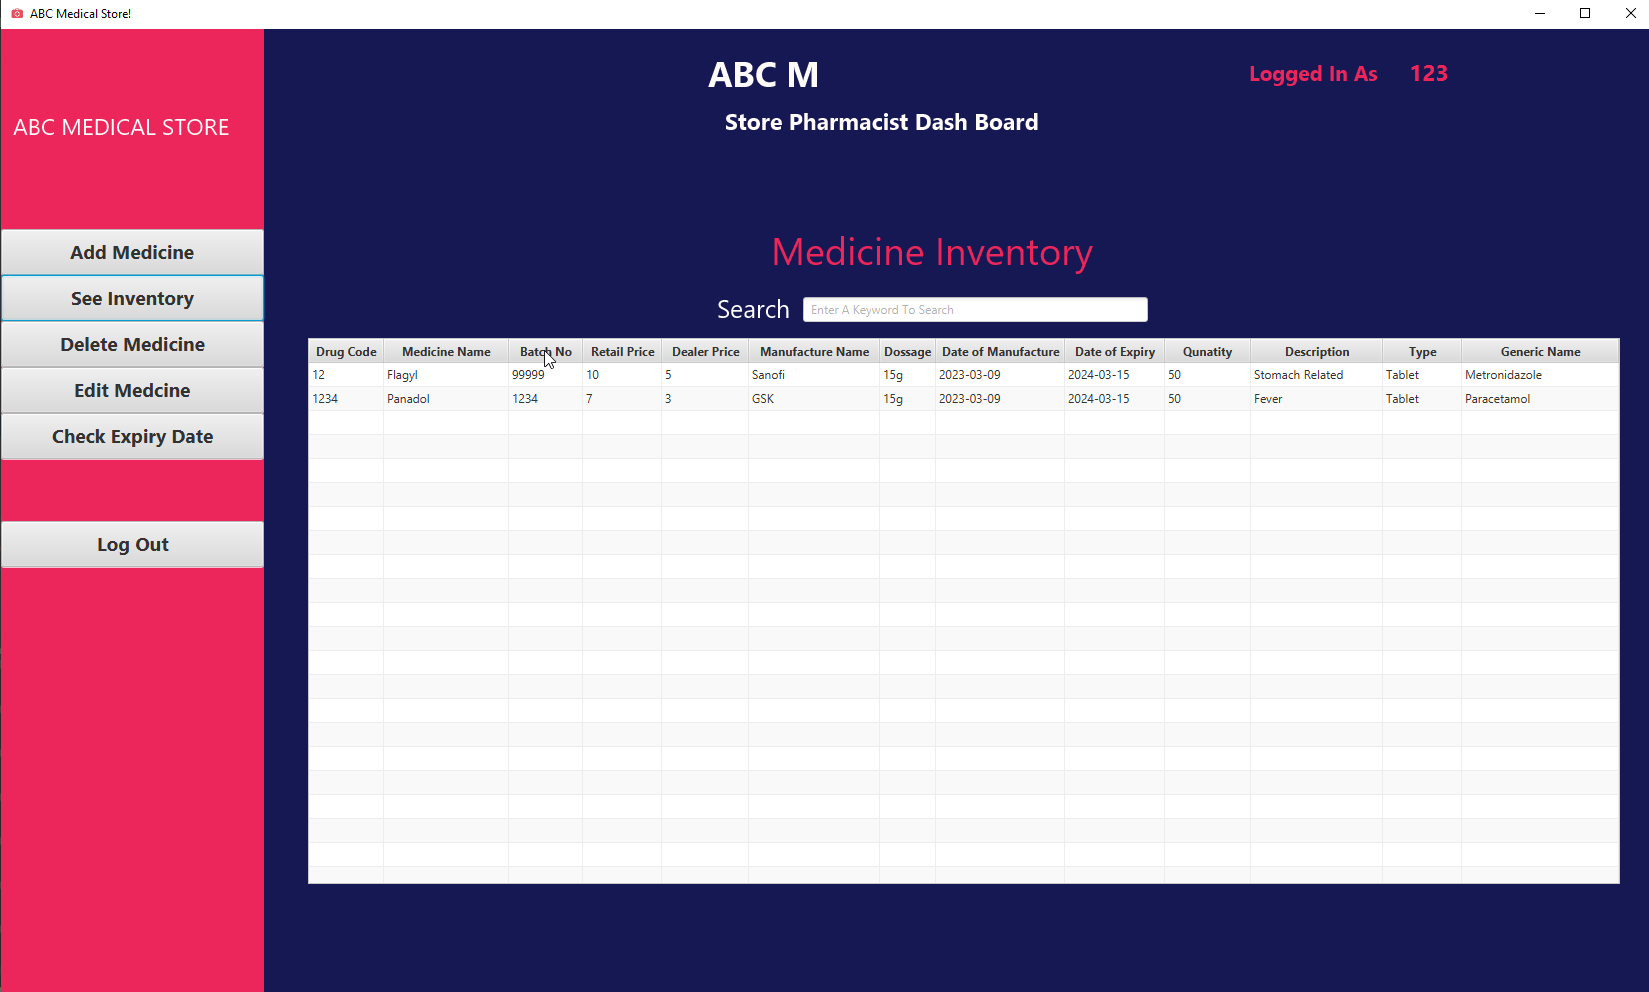 ABC Medical Store!
ABC M
Logged In As 123
Store Pharmacist Dash Board
ABC MEDICAL STORE
Add Medicine
See Inventory
Delete Medicine
Edit Medcine
Check Expiry Date
Log Out
Medicine Inventory
Search Enter A Keyword To Search
Drug Code Medicine Name Batch No Retail Price Dealer Price Manufacture Name Dossage Date of Manufacture Date of Expiry Qunatity Description Type Generic Name
12 Flagyl 99999 10 5 Sanofi 15g 2023-03-09 2024-03-15 50 Stomach Related Tablet Metronidazole
1234 Panadol 1234 7 3 GSK 15g 2023-03-09 2024-03-15 50 Fever Tablet Paracetamol